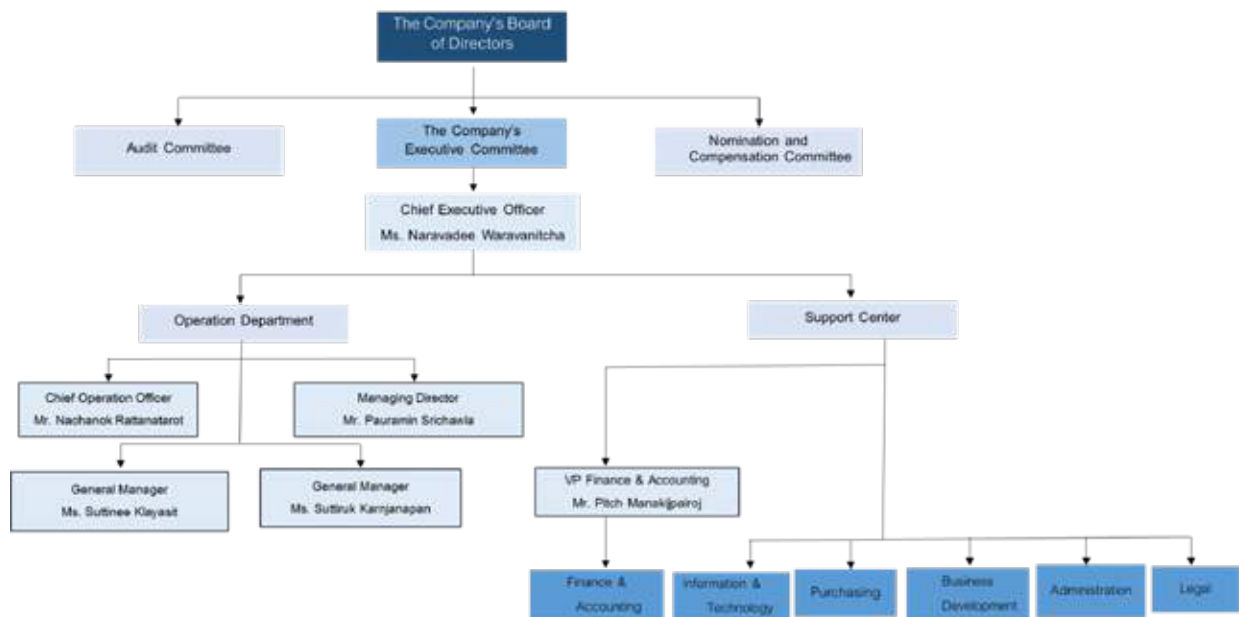 The Company's Board
of Directors
Audit Committee
The Company's
Executive Committee
Nomination and
Compensation Committee
Chief Executive Officer
Ms. Naravadee Waravanitcha
Operation Department
Support Center
Chief Operation Officer
Mr. Nachanok Rattanatarot
Managing Director
Mr. Pauramin Srichawla
General Manager
Ms. Suttinee Klayasit
General Manager
Ms. Suttiruk Karnjanapan
VP Finance & Accounting
Mr. Pitch Manakijpairoj
Finance &
Accounting
Information &
Technology
Purchasing
Business
Development
Administration
Legal